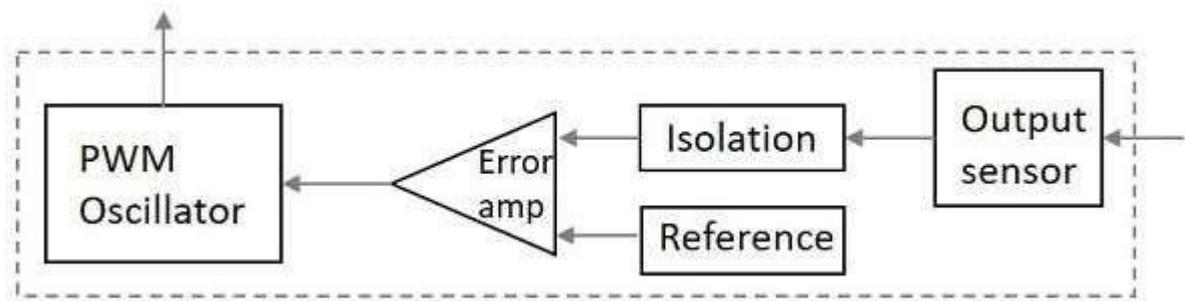 PWM
Oscillator
Error
amp
Isolation
Reference
Output
sensor